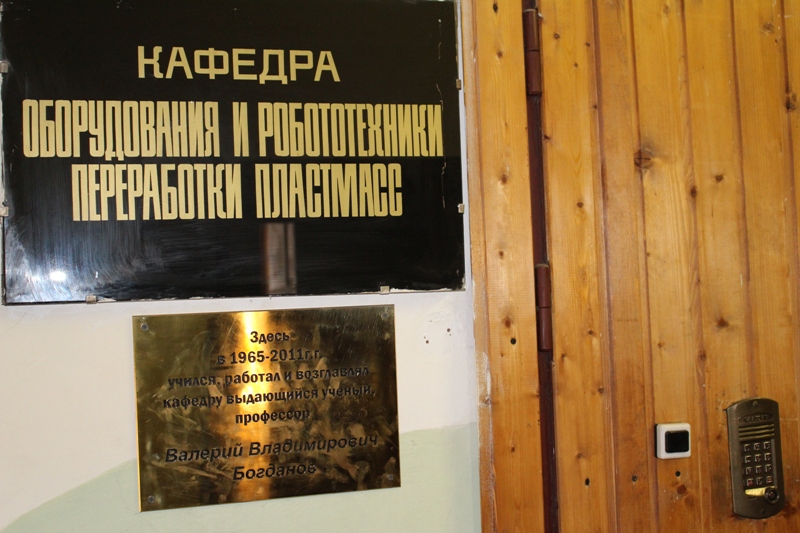 КАФЕДРА
ОБОРУДОВАНИЯ И РОБОТОТЕХНИКИ
ПЕРЕРАБОТКИ ПЛАСТМАСС
Здесь
в 1965-2011г.г.
учился, работал и возглавлял
кафедру выдающийся ученый,
профессор
Валерий Владимирович
Богданов